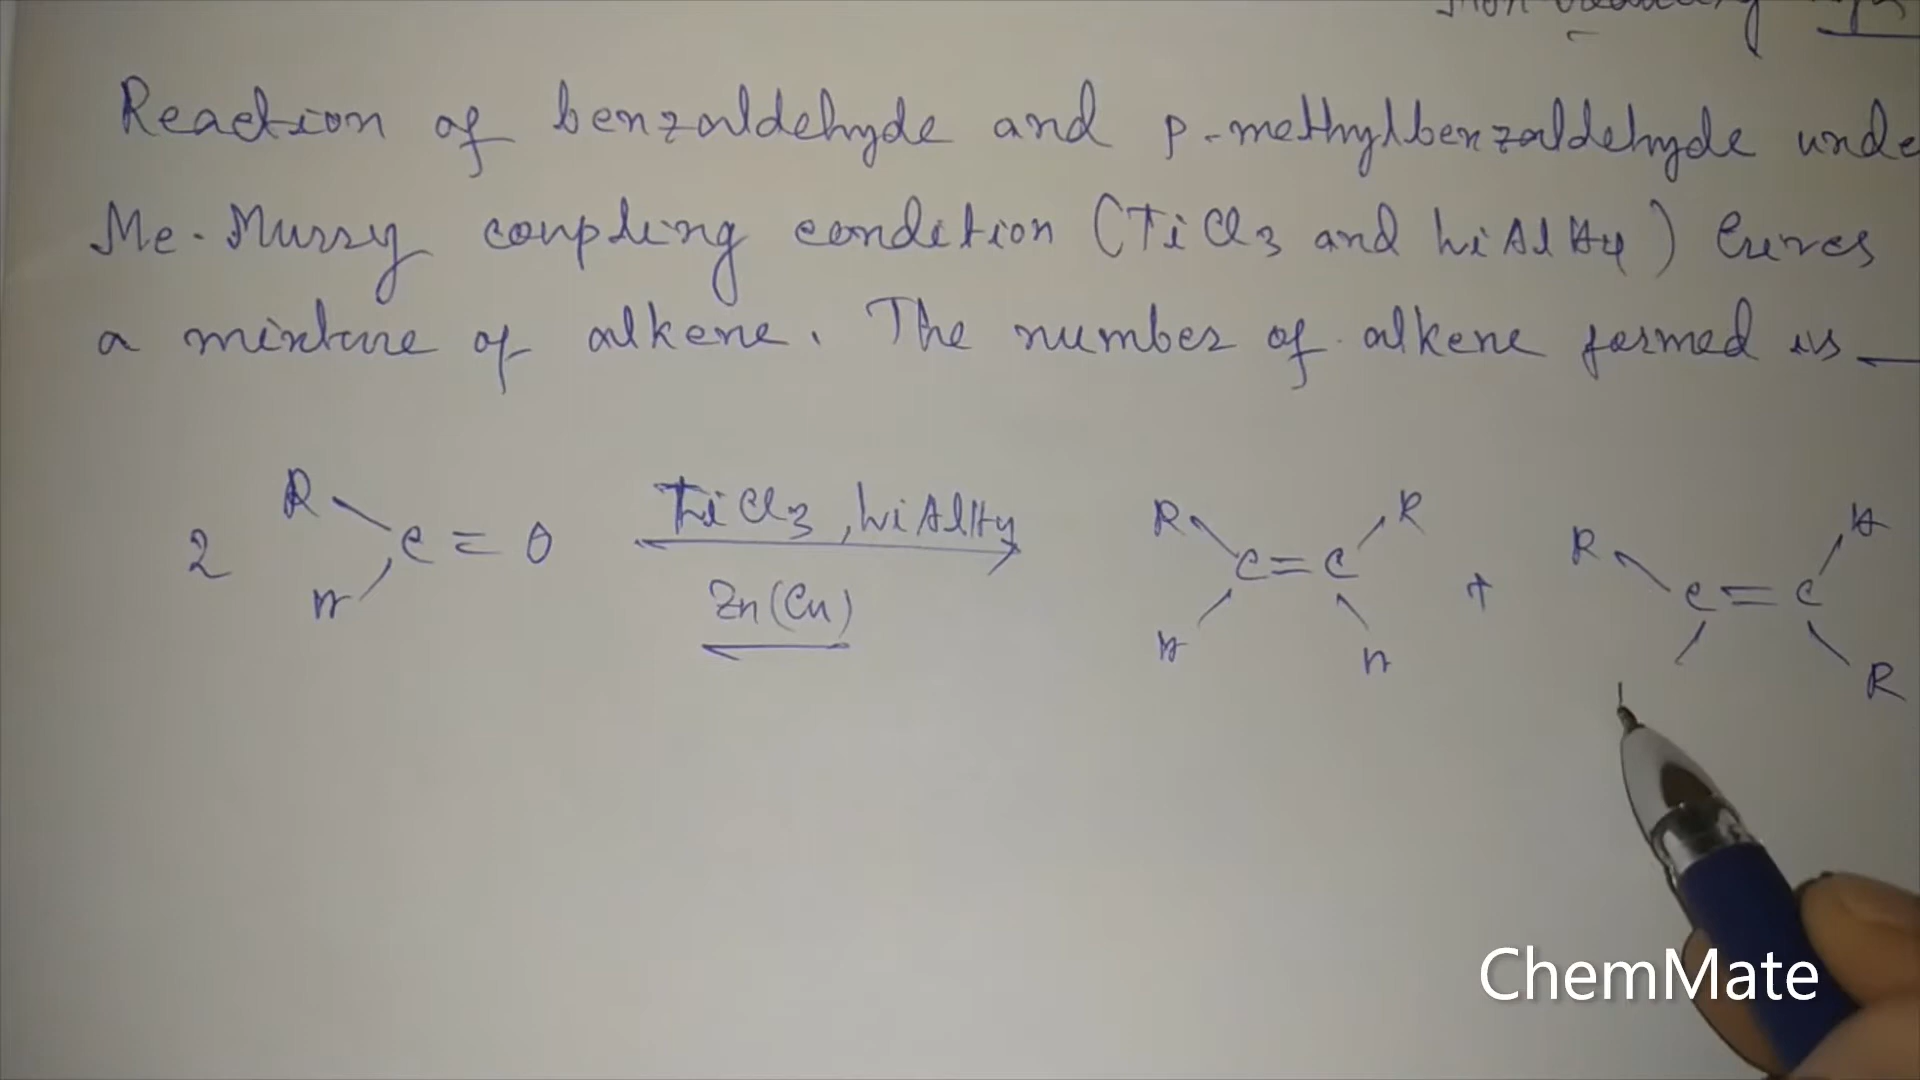 Reaction of benzaldehyde and p-methylbenzaldehyde unde
Mc-Murry coupling condition (TiCl3 and LiAlH4) Gives
a mixture of alkene. The number of alkene formed is __
R R R H
2 C = O TiCl3, LiAlH4 C = C + C = C
H Zn(Cu) H H R
ChemMate